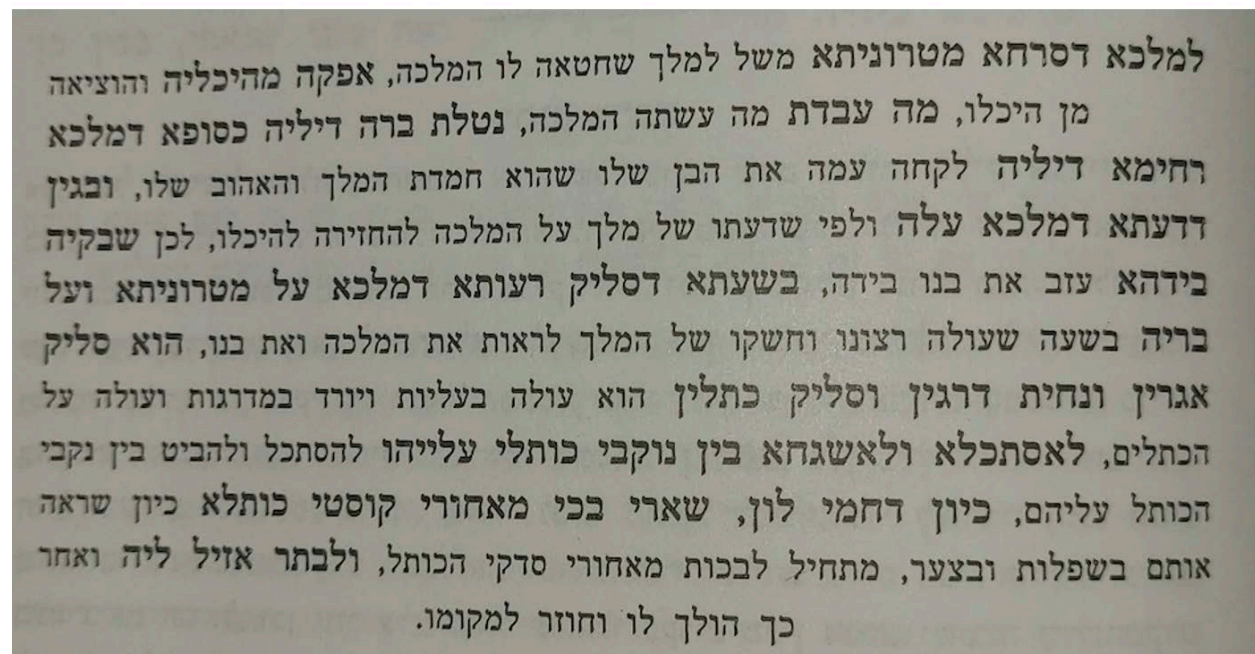 למלכא דסרחא מטרוניתא משל למלך שחטאה לו המלכה, אפקה מהיכליה והוציאה
מן היכלו, מה עבדת מה עשתה המלכה, נטלת ברה דיליה כסופא דמלכא
רחימא דיליה לקחה עמה את הבן שלו שהוא חמדת המלך והאהוב שלו, ובגין
דדעתא דמלכא עלה ולפי שדעתו של מלך על המלכה להחזירה להיכלו, לכן שבקיה
בידהא עזב את בנו בידה, בשעתא דסליק רעותא דמלכא על מטרוניתא ועל
בריה בשעה שעולה רצונו וחשקו של המלך לראות את המלכה ואת בנו, הוא סליק
אגרין ונחית דרגין וסליק כתלין הוא עולה בעליות ויורד במדרגות ועולה על
הכתלים, לאסתכלא ולאשגחא בין נוקבי כותלי עלייהו להסתכל ולהביט בין נקבי
הכותל עליהם, כיון דחמי לון, שארי בכי מאחורי קוסטי כותלא כיון שראה
אותם בשפלות ובצער, מתחיל לבכות מאחורי סדקי הכותל, ולבתר אזיל ליה ואחר
כך הולך לו וחוזר למקומו.